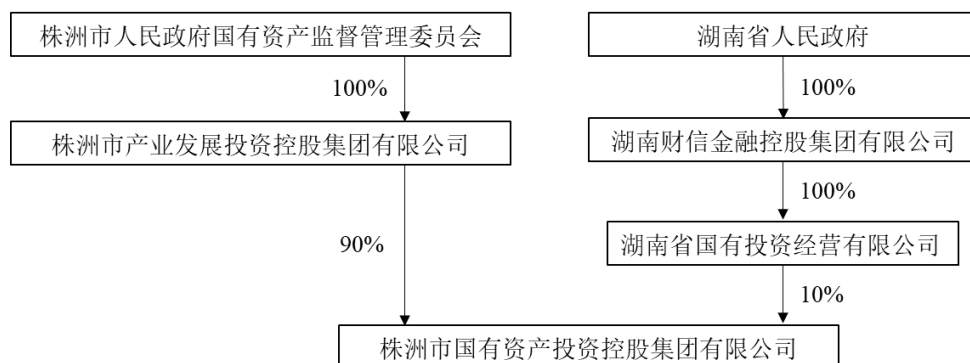 株洲市人民政府国有资产监督管理委员会
湖南省人民政府
100%
100%
株洲市产业发展投资控股集团有限公司
湖南财信金融控股集团有限公司
100%
90%
湖南省国有投资经营有限公司
10%
株洲市国有资产投资控股集团有限公司